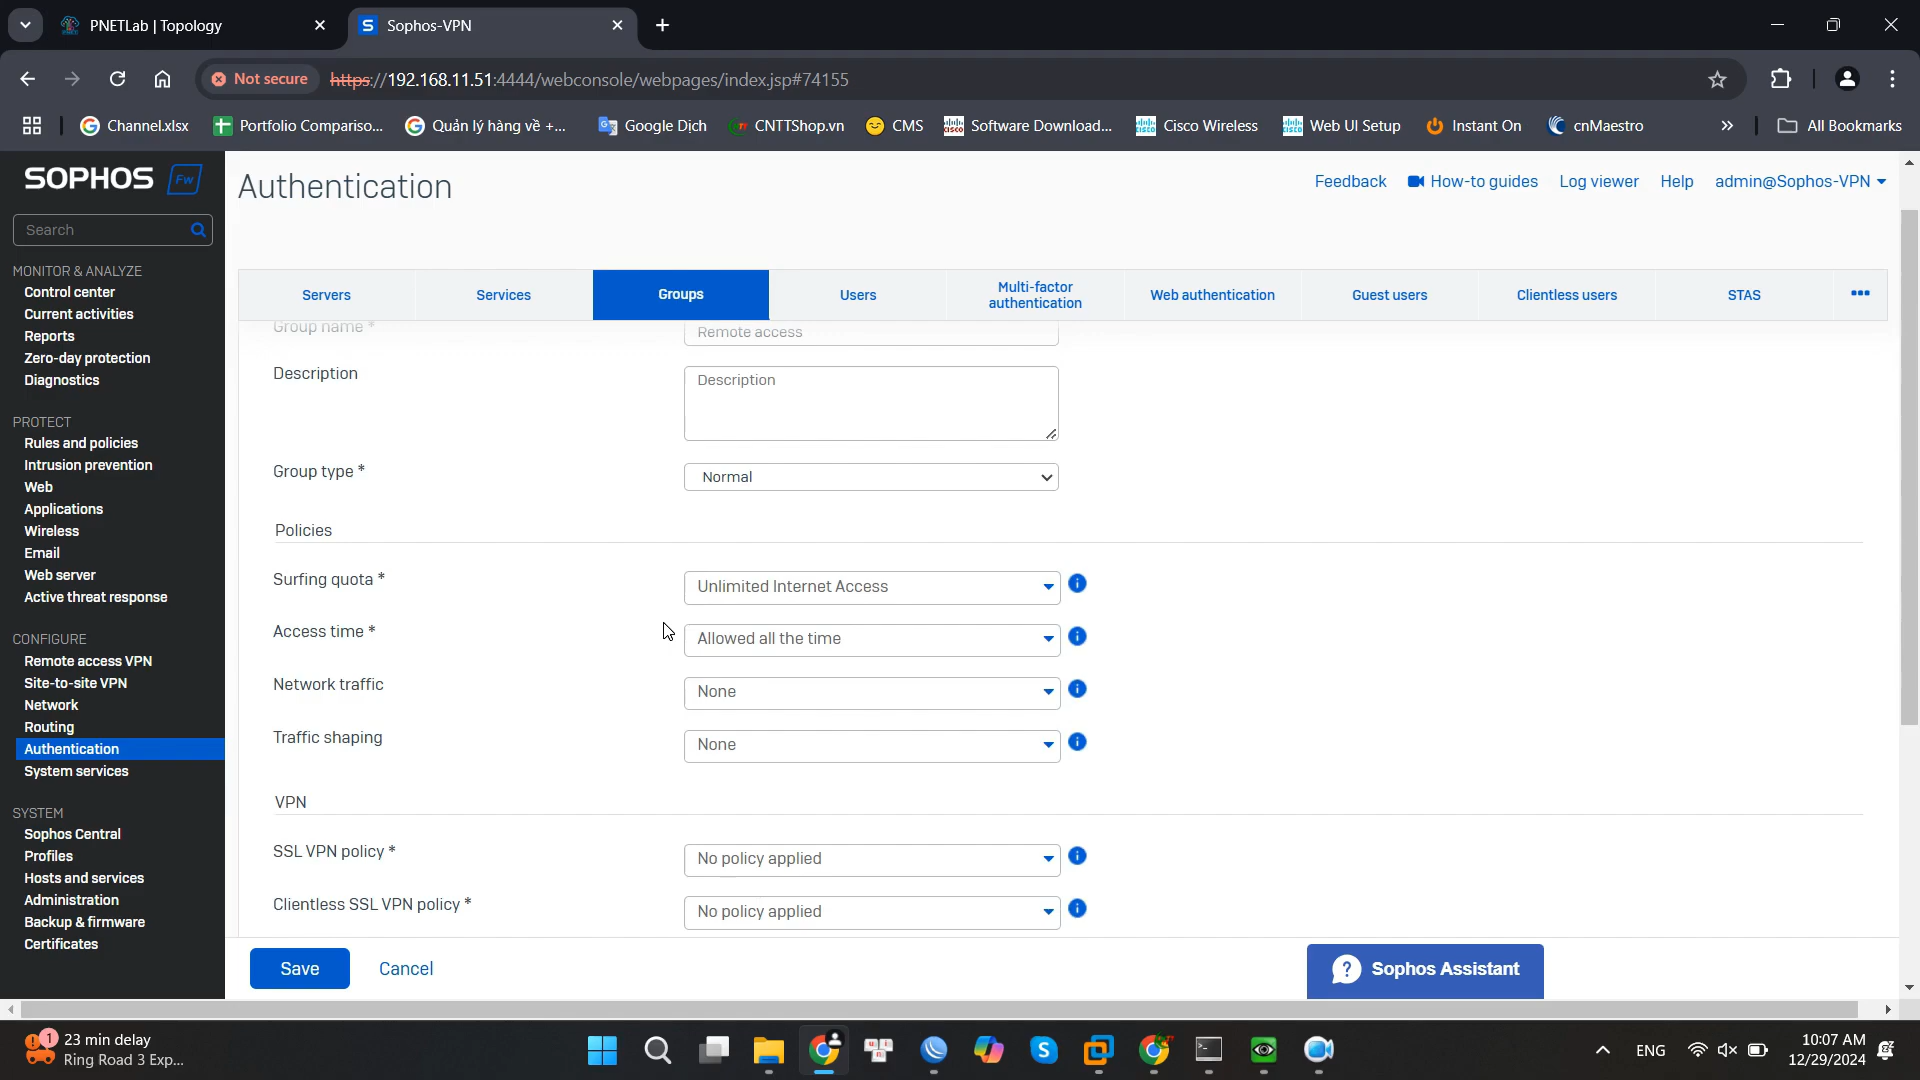 PNETLab | Topology
Sophos-VPN
Not secure
https://192.168.11.51:4444/webconsole/webpages/index.jsp#74155
Channel.xlsx
Portfolio Compariso...
Quản lý hàng về +...
Google Dịch
CNTTShop.vn
CMS
Software Download...
Cisco Wireless
Web UI Setup
Instant On
cnMaestro
All Bookmarks
SOPHOS Fw
Search
MONITOR & ANALYZE
Control center
Current activities
Reports
Zero-day protection
Diagnostics
PROTECT
Rules and policies
Intrusion prevention
Web
Applications
Wireless
Email
Web server
Active threat response
CONFIGURE
Remote access VPN
Site-to-site VPN
Network
Routing
Authentication
System services
SYSTEM
Sophos Central
Profiles
Hosts and services
Administration
Backup & firmware
Certificates
Authentication
Feedback
How-to guides
Log viewer
Help
admin@Sophos-VPN
Servers
Services
Groups
Users
Multi-factor
authentication
Web authentication
Guest users
Clientless users
STAS
Group name *
Remote access
Description
Description
Group type *
Normal
Policies
Surfing quota *
Unlimited Internet Access
Access time *
Allowed all the time
Network traffic
None
Traffic shaping
None
VPN
SSL VPN policy *
No policy applied
Clientless SSL VPN policy *
No policy applied
Save
Cancel
? Sophos Assistant
1
23 min delay
Ring Road 3 Exp...
ENG
10:07 AM
12/29/2024